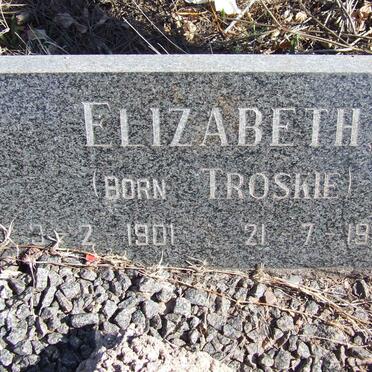 ELIZABETH
(BORN TROSKIE)
2 1901 21-7-19